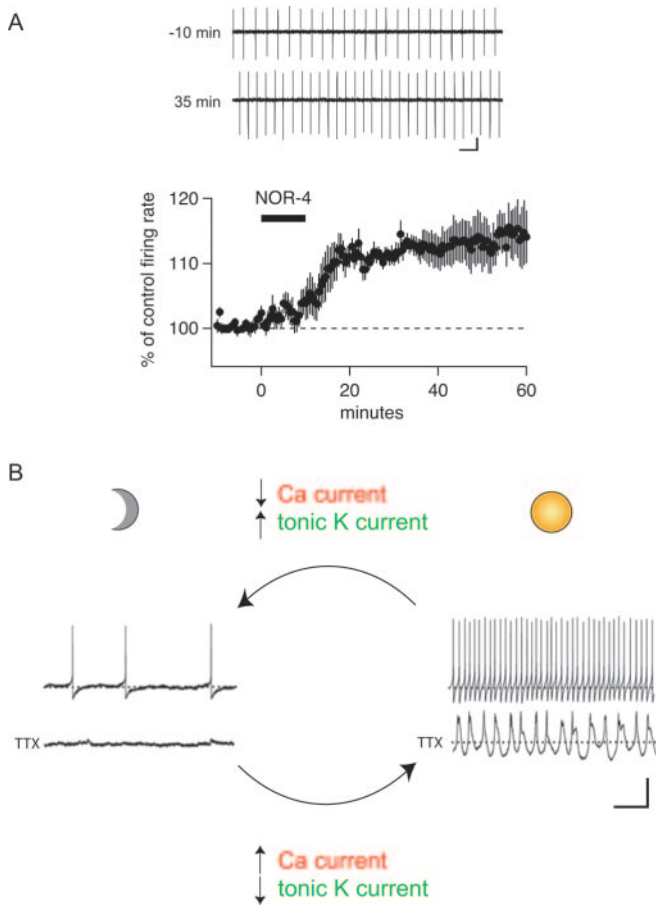 A
-10 min
35 min
NOR-4
% of control firing rate
120
110
100
0
20
40
60
minutes
B
Ca current
tonic K current
TTX
TTX
Ca current
tonic K current